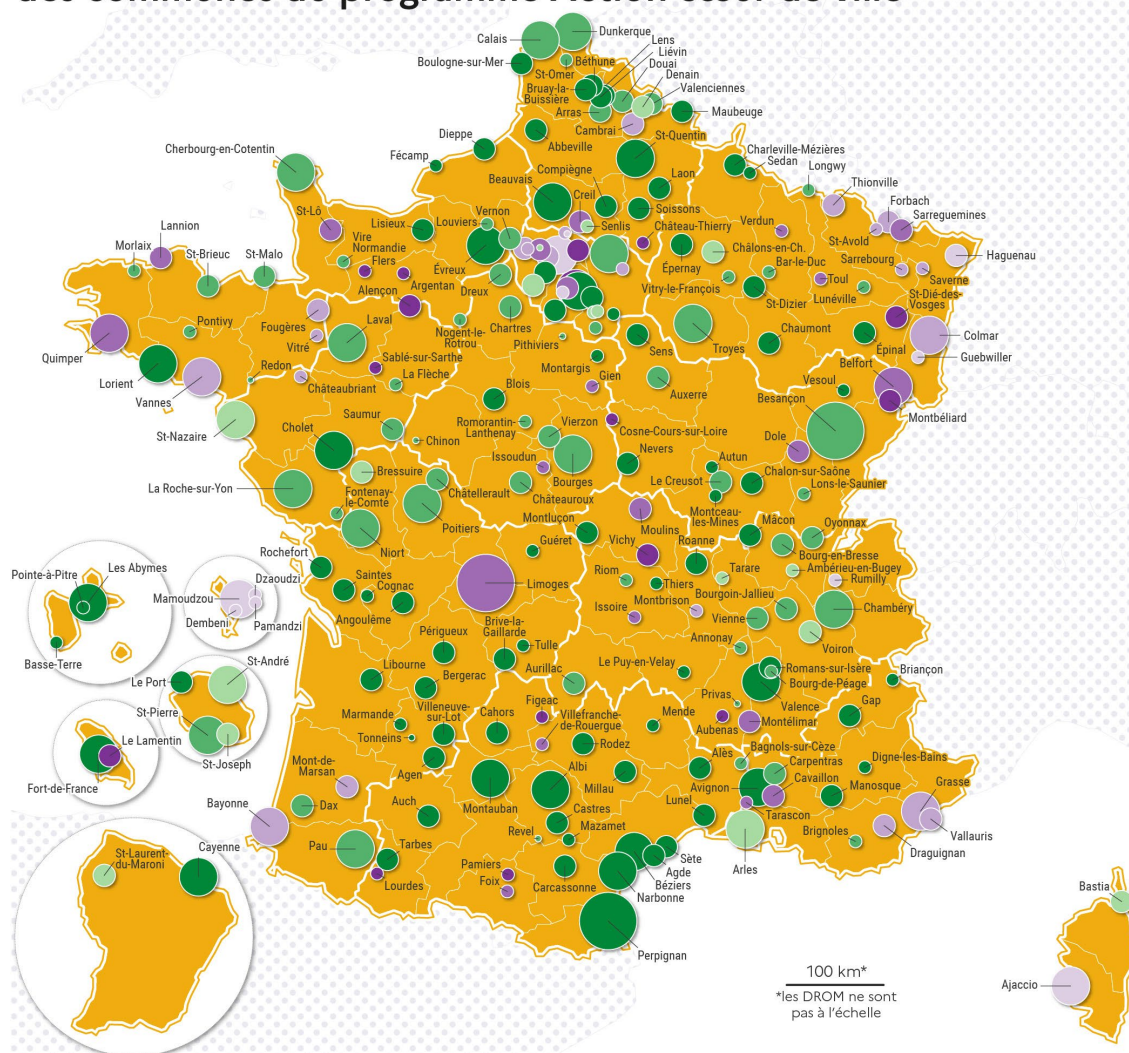 des communes du programme Action cœur de ville
Calais
Dunkerque
Boulogne-sur-Mer
St-Omer
Béthune
Lens
Liévin
Douai
Denain
Valenciennes
Bruay-la-
Buissière
Arras
Cambrai
Maubeuge
Dieppe
Abbeville
St-Quentin
Fécamp
Charleville-Mézières
Sedan
Longwy
Cherbourg-en-Cotentin
Beauvais
Compiègne
Laon
Thionville
Creil
Soissons
Forbach
Sarreguemines
St-Lô
Lisieux
Louviers
Vernon
Senlis
Château-Thierry
Verdun
St-Avold
Haguenau
Lannion
Morlaix
St-Brieuc
St-Malo
Vire
Normandie
Flers
Évreux
Épernay
Châlons-en-Ch.
Bar-le-Duc
Sarrebourg
Saverne
Argentan
Alençon
Dreux
Vitry-le-François
Toul
Lunéville
St-Dié-des-
Vosges
St-Dizier
Pontivy
Fougères
Laval
Nogent-le-
Rotrou
Chartres
Pithiviers
Troyes
Chaumont
Colmar
Vitré
Sens
Épinal
Guebwiller
Quimper
Lorient
Redon
Sablé-sur-Sarthe
La Flèche
Montargis
Belfort
Vesoul
Châteaubriant
Blois
Gien
Auxerre
Besançon
Montbéliard
Vannes
Saumur
Romorantin-
Lanthenay
Vierzon
Cosne-Cours-sur-Loire
St-Nazaire
Cholet
Chinon
Issoudun
Nevers
Autun
Dole
Chalon-sur-Saône
Bressuire
Le Creusot
Lons-le-Saunier
La Roche-sur-Yon
Fontenay-
le-Comte
Châtellerault
Bourges
Châteauroux
Montceau-
les-Mines
Poitiers
Montluçon
Moulins
Mâcon
Oyonnax
Niort
Guéret
Vichy
Roanne
Bourg-en-Bresse
Rochefort
Ambérieu-en-Bugey
Riom
Thiers
Tarare
Rumilly
Pointe-à-Pitre
Les Abymes
Dzaoudzi
Mamoudzou
Saintes
Cognac
Limoges
Montbrison
Bourgoin-Jallieu
Dembeni
Pamandzi
Angoulême
Issoire
Vienne
Chambéry
Basse-Terre
Périgueux
Brive-la-
Gaillarde
Tulle
Annonay
Voiron
St-André
Le Port
Libourne
Bergerac
Aurillac
Le Puy-en-Velay
Romans-sur-Isère
Bourg-de-Péage
Briançon
St-Pierre
Valence
Privas
Gap
Marmande
Villeneuve-
sur-Lot
Cahors
Figeac
Villefranche-
de-Rouergue
Mende
Aubenas
Montélimar
Le Lamentin
Tonneins
St-Joseph
Rodez
Bagnols-sur-Cèze
Fort-de-France
Mont-de-
Marsan
Agen
Albi
Alès
Carpentras
Digne-les-Bains
Avignon
Cavaillon
Manosque
Grasse
Bayonne
Dax
Auch
Montauban
Millau
Castres
Lunel
Tarascon
Revel
Mazamet
Brignoles
Vallauris
Draguignan
St-Laurent-
du-Maroni
Cayenne
Pau
Tarbes
Pamiers
Foix
Sète
Agde
Béziers
Arles
Lourdes
Carcassonne
Narbonne
Bastia
Perpignan
100 km*
*les DROM ne sont
pas à l'échelle
Ajaccio